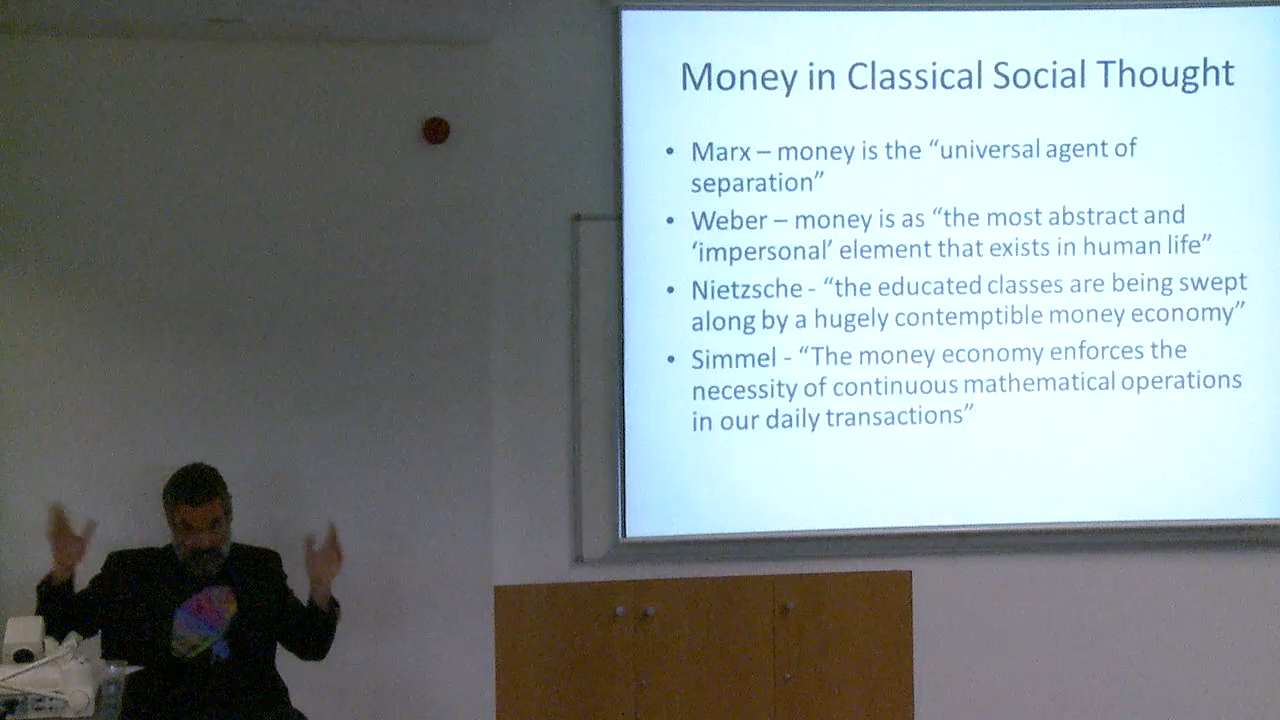 Money in Classical Social Thought
• Marx – money is the “universal agent of
separation”
• Weber – money is as “the most abstract and
‘impersonal’ element that exists in human life”
• Nietzsche - “the educated classes are being swept
along by a hugely contemptible money economy”
• Simmel - “The money economy enforces the
necessity of continuous mathematical operations
in our daily transactions”